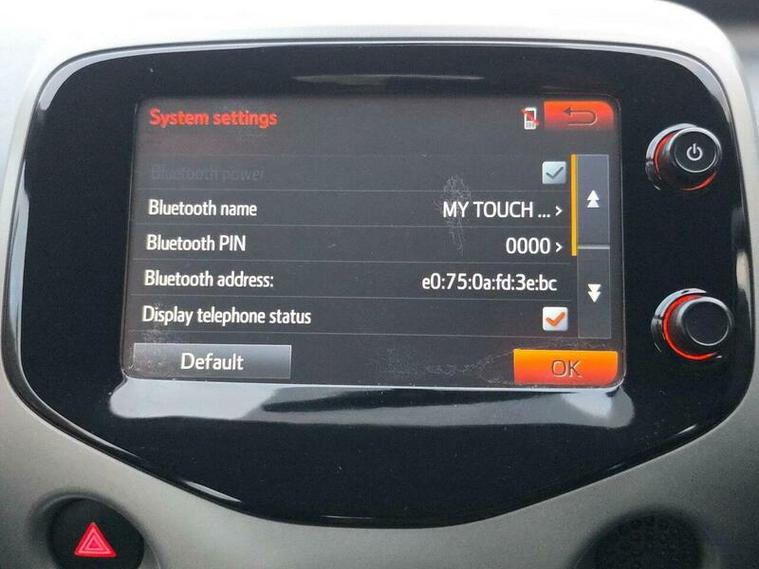 System settings
Bluetooth power
Bluetooth name MY TOUCH ... >
Bluetooth PIN 0000 >
Bluetooth address: e0:75:0a:fd:3e:bc
Display telephone status
Default OK